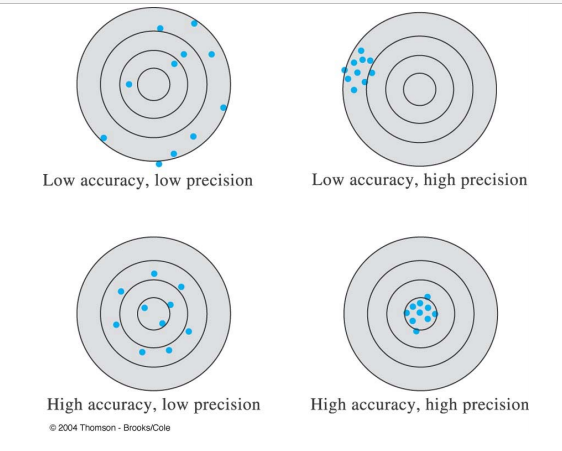 Low accuracy, low precision
Low accuracy, high precision
High accuracy, low precision
High accuracy, high precision
© 2004 Thomson - Brooks/Cole